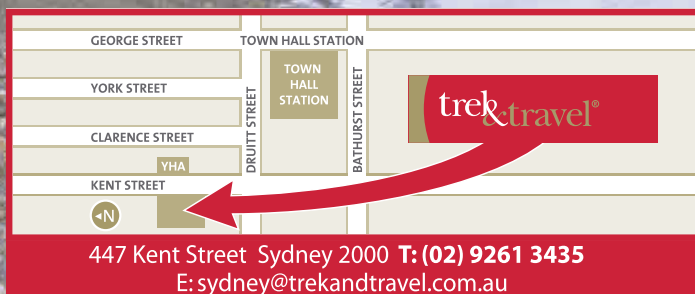 GEORGE STREET
TOWN HALL STATION
TOWN
HALL
STATION
YORK STREET
DRUITT STREET
BATHURST STREET
trek&travel®
CLARENCE STREET
YHA
KENT STREET
N
447 Kent Street Sydney 2000 T: (02) 9261 3435
E: sydney@trekandtravel.com.au